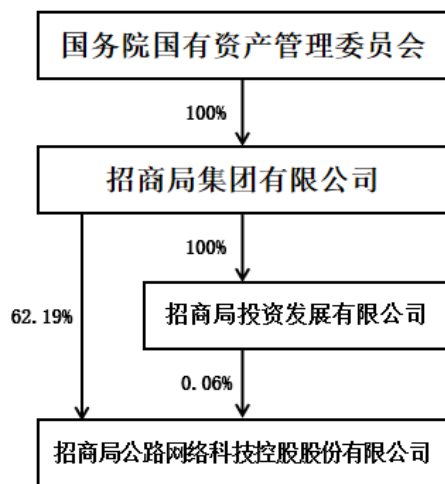 国务院国有资产管理委员会
100%
招商局集团有限公司
100%
62.19%
招商局投资发展有限公司
0.06%
招商局公路网络科技控股股份有限公司